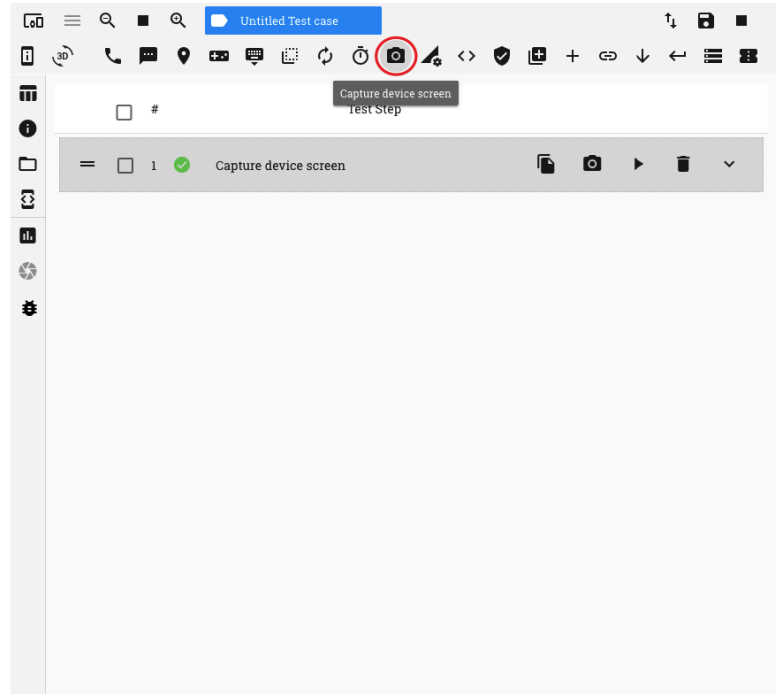 Untitled Test case
3D
Capture device screen
# Test Step
1 Capture device screen